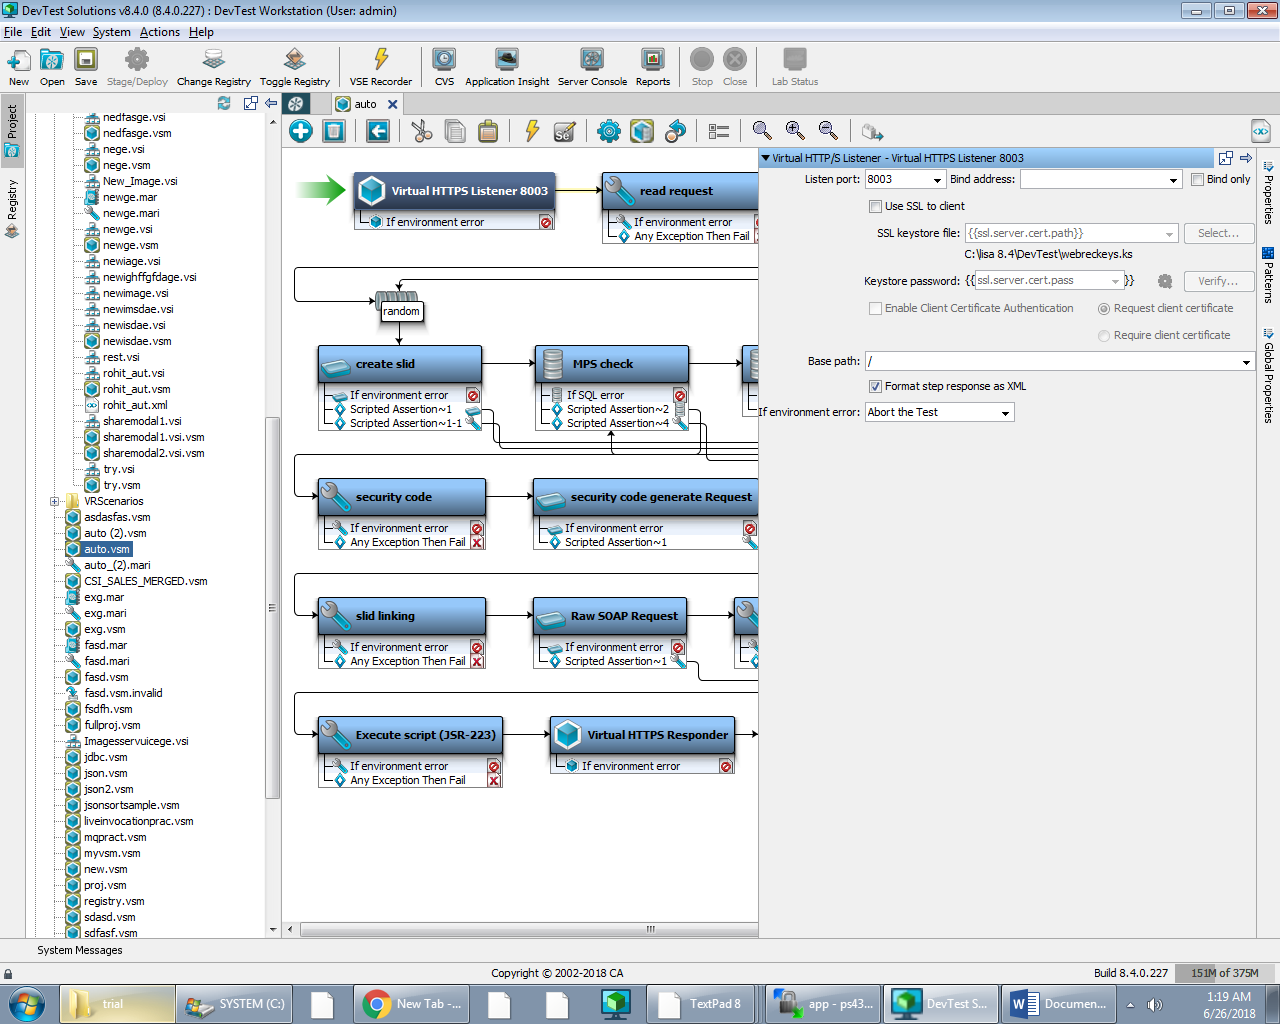 DevTest Solutions v8.4.0 (8.4.0.227) : DevTest Workstation (User: admin)
File Edit View System Actions Help
New Open Save Stage/Deploy Change Registry Toggle Registry VSE Recorder CVS Application Insight Server Console Reports Stop Close Lab Status
Project
Registry
nedfasge.vsi
nedfasge.vsm
nege.vsi
nege.vsm
New_Image.vsi
newge.mar
newge.mari
newge.vsi
newge.vsm
newiage.vsi
newighffgfdage.vsi
newimage.vsi
newimsdae.vsi
newisdae.vsi
newisdae.vsm
rest.vsi
rohit_aut.vsi
rohit_aut.vsm
rohit_aut.xml
sharemodal1.vsi
sharemodal1.vsi.vsm
sharemodal2.vsi.vsm
try.vsi
try.vsm
VRScenarios
asdasfas.vsm
auto (2).vsm
auto.vsm
auto_(2).mari
CSI_SALES_MERGED.vsm
exg.mar
exg.mari
exg.vsm
fasd.mar
fasd.mari
fasd.vsm
fasd.vsm.invalid
fsdfh.vsm
fullproj.vsm
Imagesservuicege.vsi
jdbc.vsm
json.vsm
json2.vsm
jsonsortsample.vsm
liveinvocationprac.vsm
mqpract.vsm
myvsm.vsm
new.vsm
proj.vsm
registry.vsm
sdasd.vsm
sdfasf.vsm
auto
Se
Virtual HTTPS Listener 8003
If environment error
read request
If environment error
Any Exception Then Fail
random
create slid
If environment error
Scripted Assertion~1
Scripted Assertion~1-1
MPS check
If SQL error
Scripted Assertion~2
Scripted Assertion~4
security code
If environment error
Any Exception Then Fail
security code generate Request
If environment error
Scripted Assertion~1
slid linking
If environment error
Any Exception Then Fail
Raw SOAP Request
If environment error
Scripted Assertion~1
Execute script (JSR-223)
If environment error
Any Exception Then Fail
Virtual HTTPS Responder
If environment error
Virtual HTTP/S Listener - Virtual HTTPS Listener 8003
Listen port: 8003 Bind address: Bind only
Use SSL to client
SSL keystore file: {{ssl.server.cert.path}} Select...
C:\lisa 8.4\DevTest\webreckeys.ks
Keystore password: {{ssl.server.cert.pass}} Verify...
Enable Client Certificate Authentication Request client certificate
Require client certificate
Base path: /
Format step response as XML
If environment error: Abort the Test
Properties
Patterns
Global Properties
System Messages
Copyright © 2002-2018 CA Build 8.4.0.227 151M of 375M
trial SYSTEM (C:) New Tab -... TextPad 8 app - ps43... DevTest S... Documen... 1:19 AM
6/26/2018